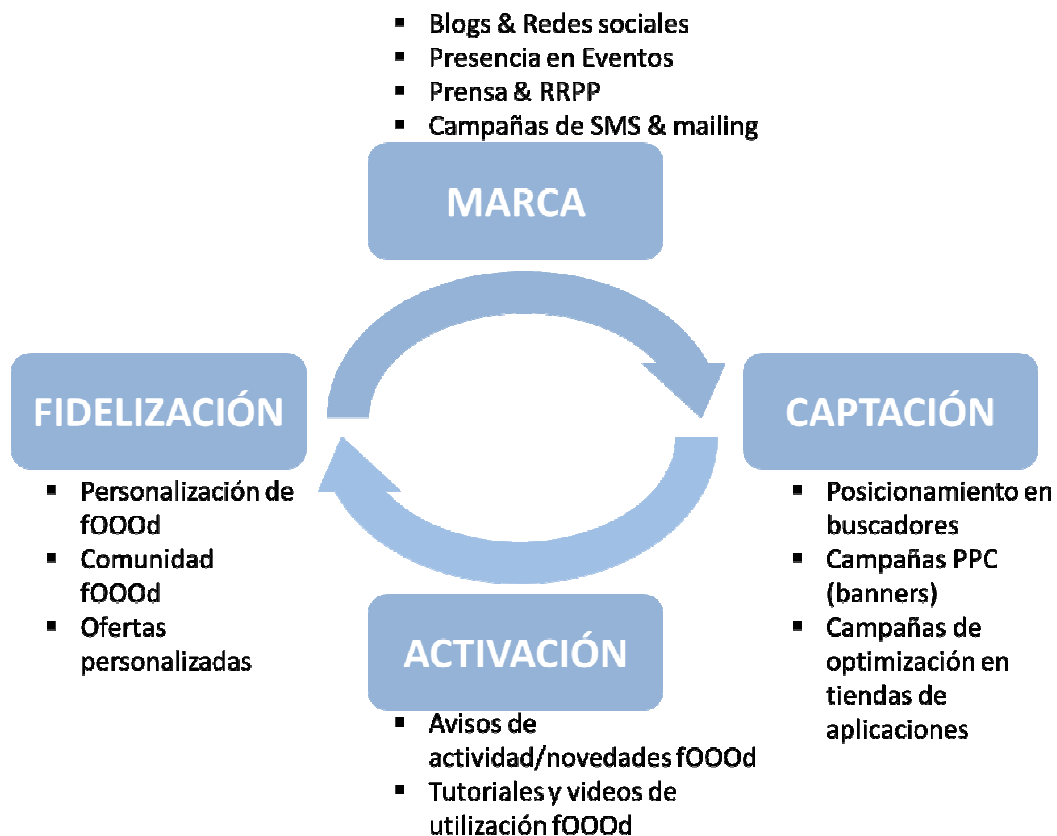 ▪ Blogs & Redes sociales
▪ Presencia en Eventos
▪ Prensa & RRPP
▪ Campañas de SMS & mailing
MARCA
FIDELIZACIÓN
▪ Personalización de
fOOOd
▪ Comunidad
fOOOd
▪ Ofertas
personalizadas
CAPTACIÓN
▪ Posicionamiento en
buscadores
▪ Campañas PPC
(banners)
▪ Campañas de
optimización en
tiendas de
aplicaciones
ACTIVACIÓN
▪ Avisos de
actividad/novedades fOOOd
▪ Tutoriales y videos de
utilización fOOOd